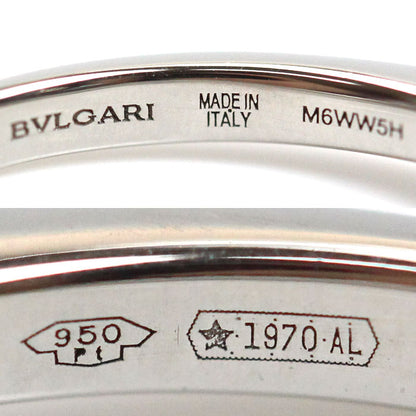 BVLGARI
MADE IN
ITALY
M6WW5H
950
Pt
★1970·AL